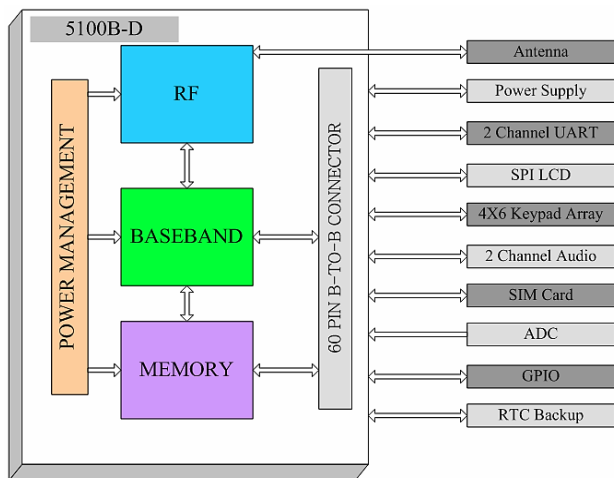 5100B-D
RF
BASEBAND
MEMORY
POWER MANAGEMENT
60 PIN B-TO-B CONNECTOR
Antenna
Power Supply
2 Channel UART
SPI LCD
4X6 Keypad Array
2 Channel Audio
SIM Card
ADC
GPIO
RTC Backup